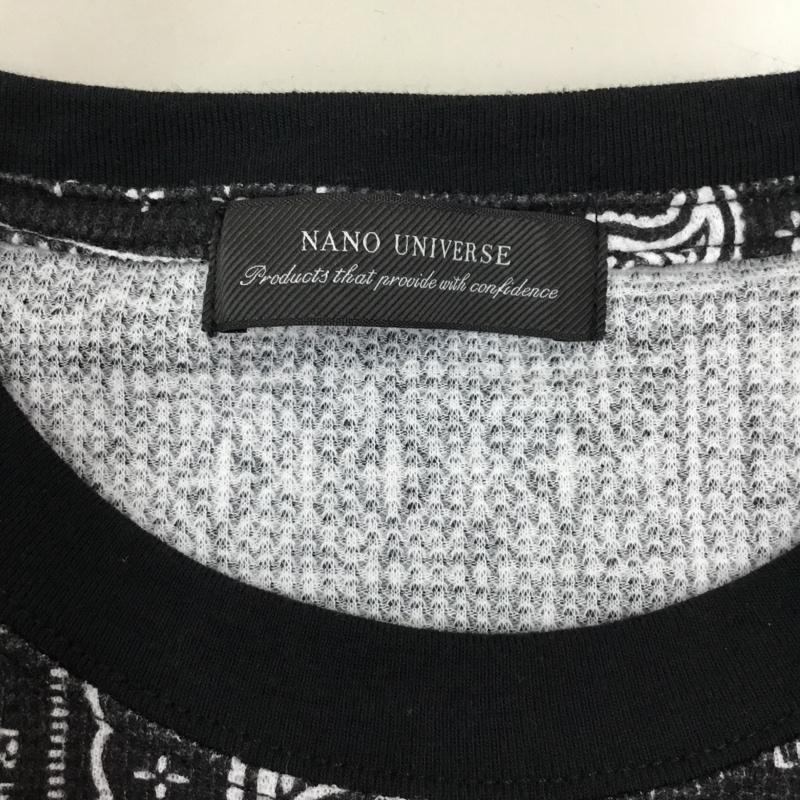 NANO UNIVERSE
Products that provide with confidence